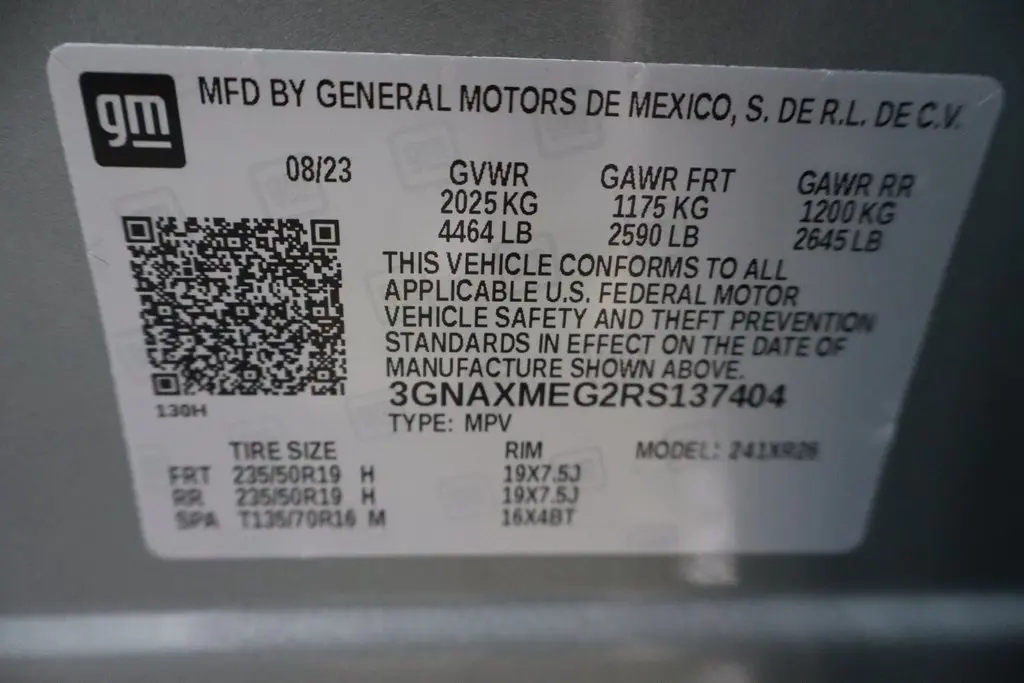 gm
MFD BY GENERAL MOTORS DE MEXICO, S. DE R.L. DE C.V.
08/23 GVWR GAWR FRT GAWR RR
2025 KG 1175 KG 1200 KG
4464 LB 2590 LB 2645 LB
THIS VEHICLE CONFORMS TO ALL
APPLICABLE U.S. FEDERAL MOTOR
VEHICLE SAFETY AND THEFT PREVENTION
STANDARDS IN EFFECT ON THE DATE OF
MANUFACTURE SHOWN ABOVE.
3GNAXMEG2RS137404
130H
TYPE: MPV
TIRE SIZE RIM MODEL: 241XR26
FRT 235/50R19 H 19X7.5J
RR 235/50R19 H 19X7.5J
SPA T135/70R16 M 16X4BT